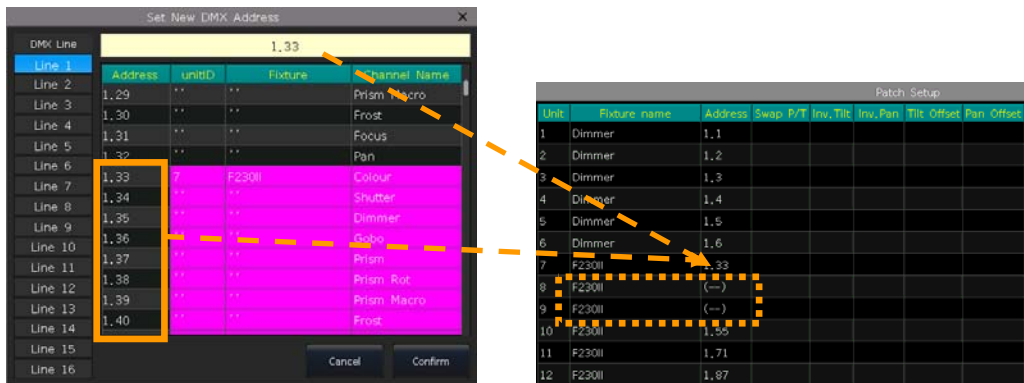 Set New DMX Address X
DMX Line
Line 1
Line 2
Line 3
Line 4
Line 5
Line 6
Line 7
Line 8
Line 9
Line 10
Line 11
Line 12
Line 13
Line 14
Line 15
Line 16
1.33
Address unitID Fixture Channel Name
1.29 '' '' Prism Macro
1.30 '' '' Frost
1.31 '' '' Focus
1.32 '' '' Pan
1.33 7 F230II Colour
1.34 '' '' Shutter
1.35 '' '' Dimmer
1.36 '' '' Gobo
1.37 '' '' Prism
1.38 '' '' Prism Rot
1.39 '' '' Prism Macro
1.40 '' '' Frost
Cancel Confirm
Patch Setup
Unit Fixture name Address Swap P/T Inv.Tilt Inv.Pan Tilt Offset Pan Offset
1 Dimmer 1.1
2 Dimmer 1.2
3 Dimmer 1.3
4 Dimmer 1.4
5 Dimmer 1.5
6 Dimmer 1.6
7 F230II 1.33
8 F230II (--)
9 F230II (--)
10 F230II 1.55
11 F230II 1.71
12 F230II 1.87